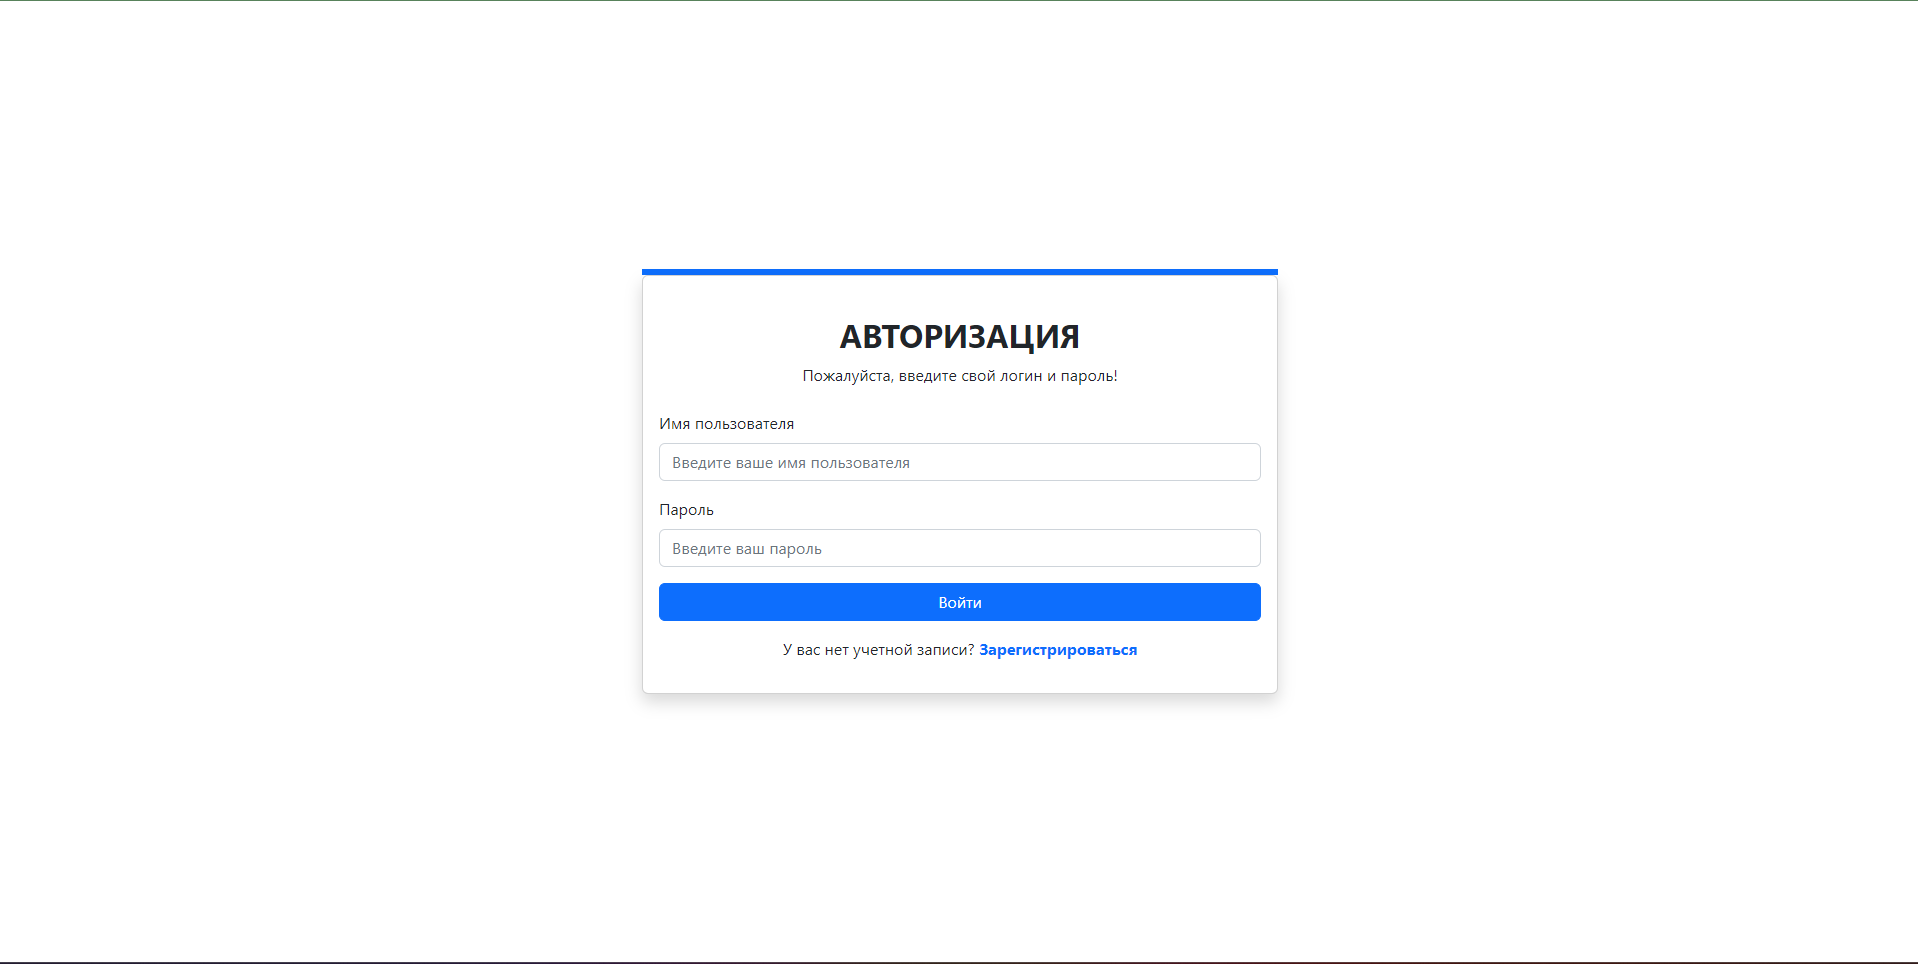 АВТОРИЗАЦИЯ
Пожалуйста, введите свой логин и пароль!
Имя пользователя
Введите ваше имя пользователя
Пароль
Введите ваш пароль
Войти
У вас нет учетной записи? Зарегистрироваться